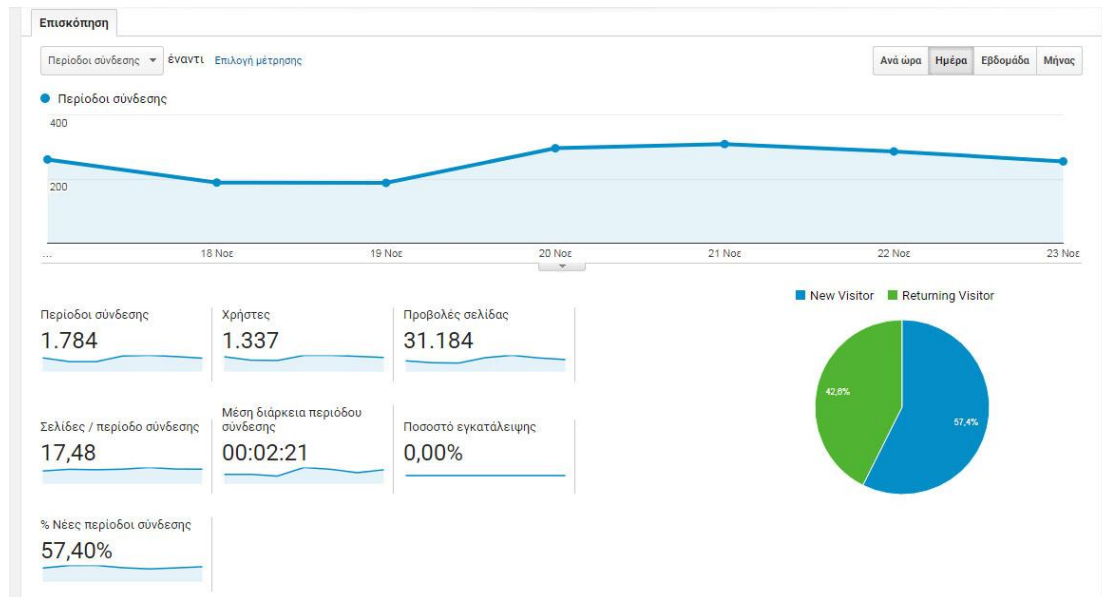 Επισκόπηση
Περίοδοι σύνδεσης έναντι Επιλογή μέτρησης
Ανά ώρα Ημέρα Εβδομάδα Μήνας
Περίοδοι σύνδεσης
400
200
... 18 Νοε 19 Νοε 20 Νοε 21 Νοε 22 Νοε 23 Νοε
New Visitor Returning Visitor
Περίοδοι σύνδεσης
1.784
Χρήστες
1.337
Προβολές σελίδας
31.184
Σελίδες / περίοδο σύνδεσης
17,48
Μέση διάρκεια περιόδου
σύνδεσης
00:02:21
Ποσοστό εγκατάλειψης
0,00%
% Νέες περίοδοι σύνδεσης
57,40%
42,6%
57,4%